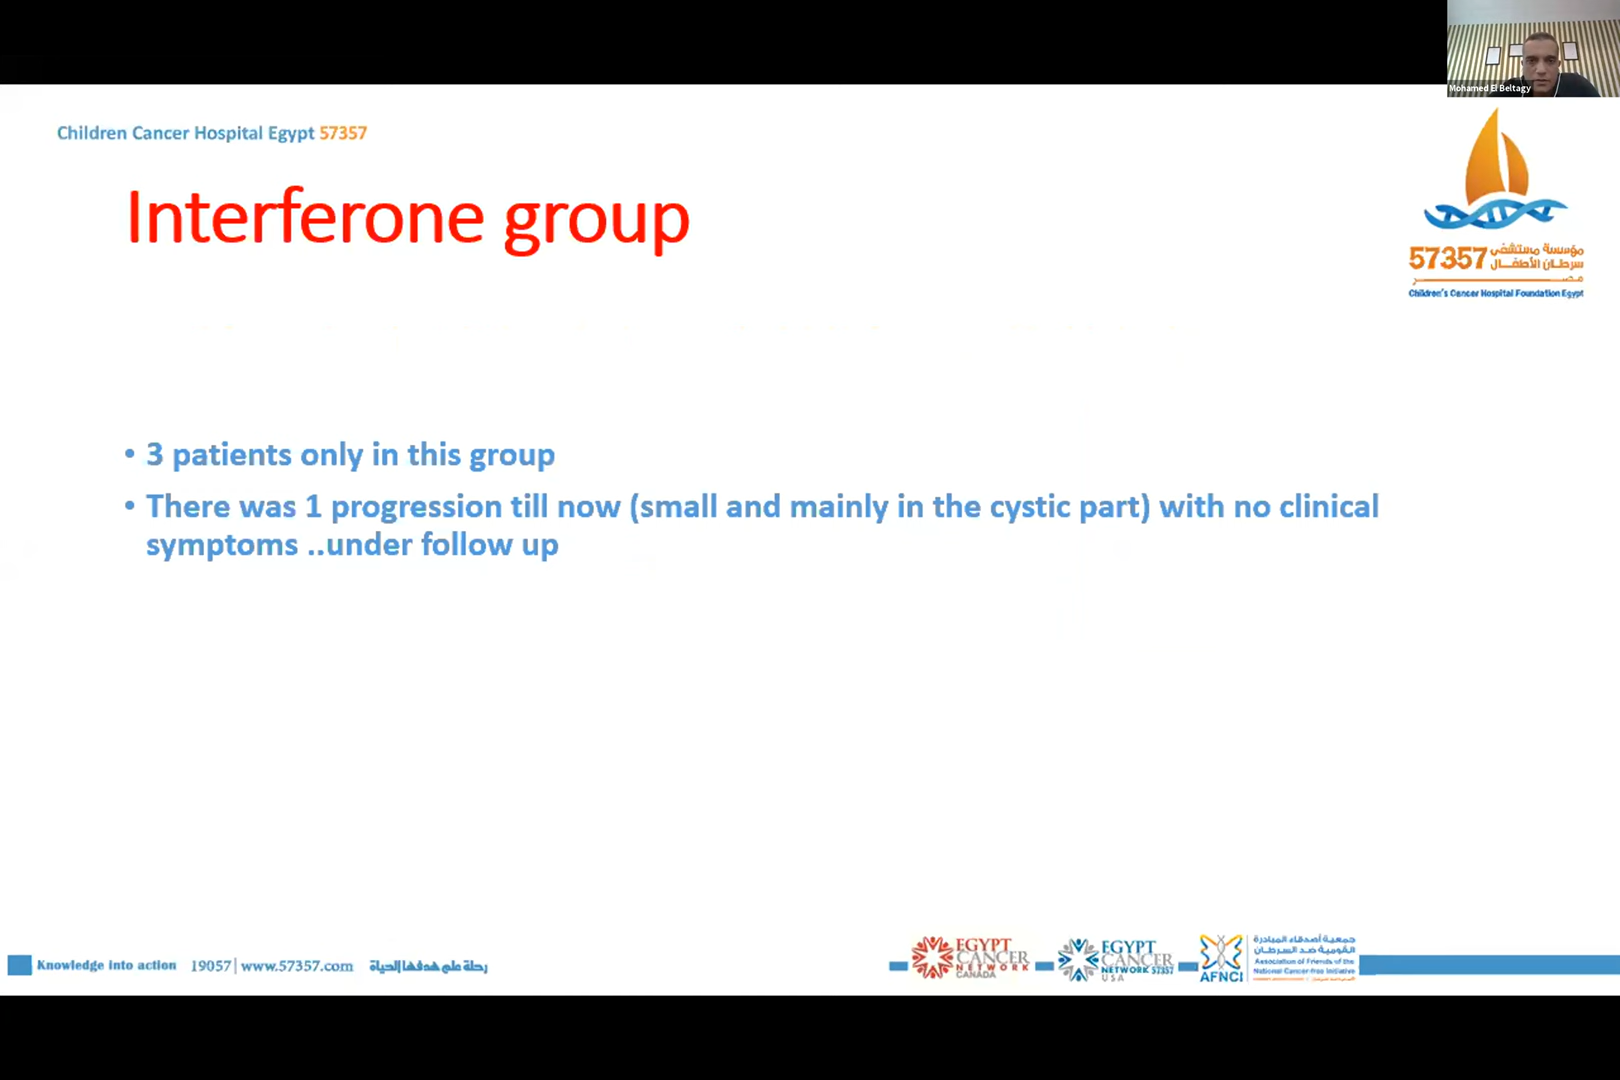 Mohamed El Beltagy
Children Cancer Hospital Egypt 57357
Interferone group
57357 مؤسسة مستشفى
سرطان الأطفال
مصر
Children's Cancer Hospital Foundation Egypt
• 3 patients only in this group
• There was 1 progression till now (small and mainly in the cystic part) with no clinical
symptoms ..under follow up
Knowledge into action 19057 | www.57357.com رحلة علم هدفها الحياة
EGYPT
CANCER
NETWORK
CANADA
EGYPT
CANCER
NETWORK 57357
USA
AFNCI
جمعية أصدقاء المبادرة
القومية ضد السرطان
Association of Friends of the
National Cancer-free Initiative